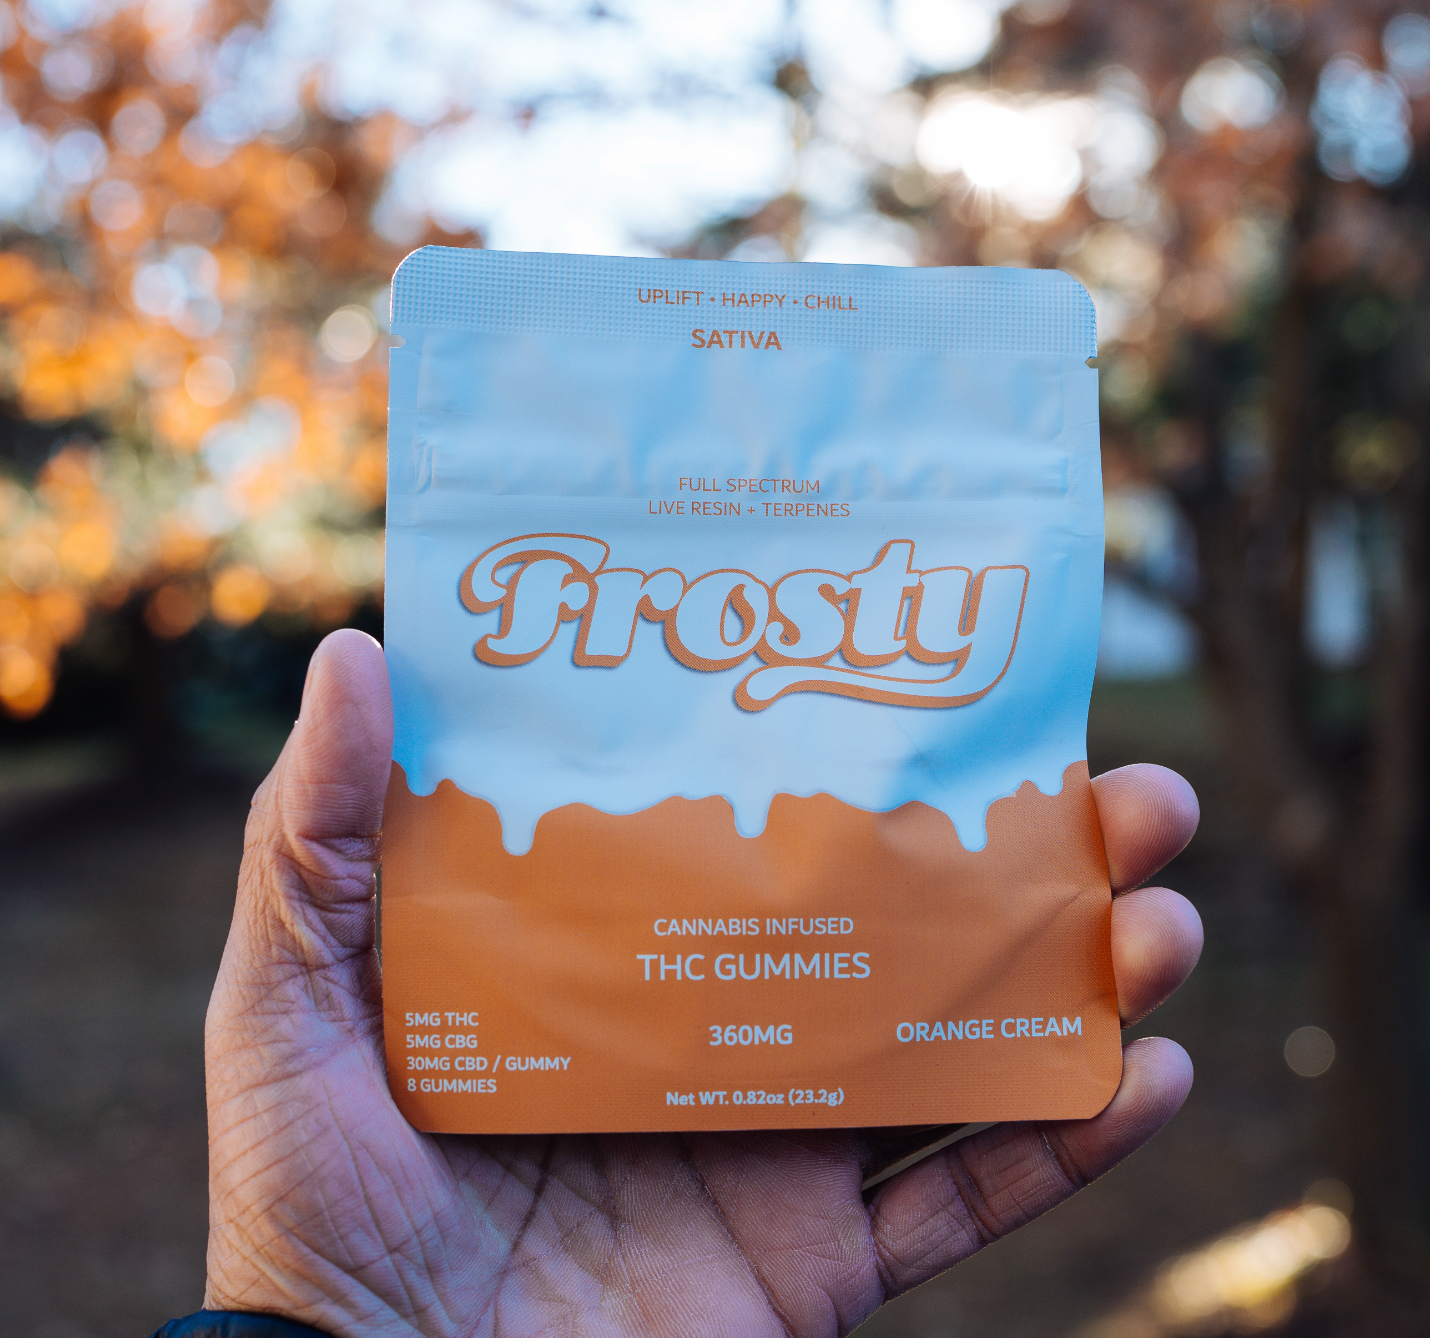 UPLIFT • HAPPY • CHILL
SATIVA
FULL SPECTRUM
LIVE RESIN + TERPENES
Frosty
CANNABIS INFUSED
THC GUMMIES
5MG THC
5MG CBG
30MG CBD / GUMMY
8 GUMMIES
360MG
ORANGE CREAM
Net WT. 0.82oz (23.2g)